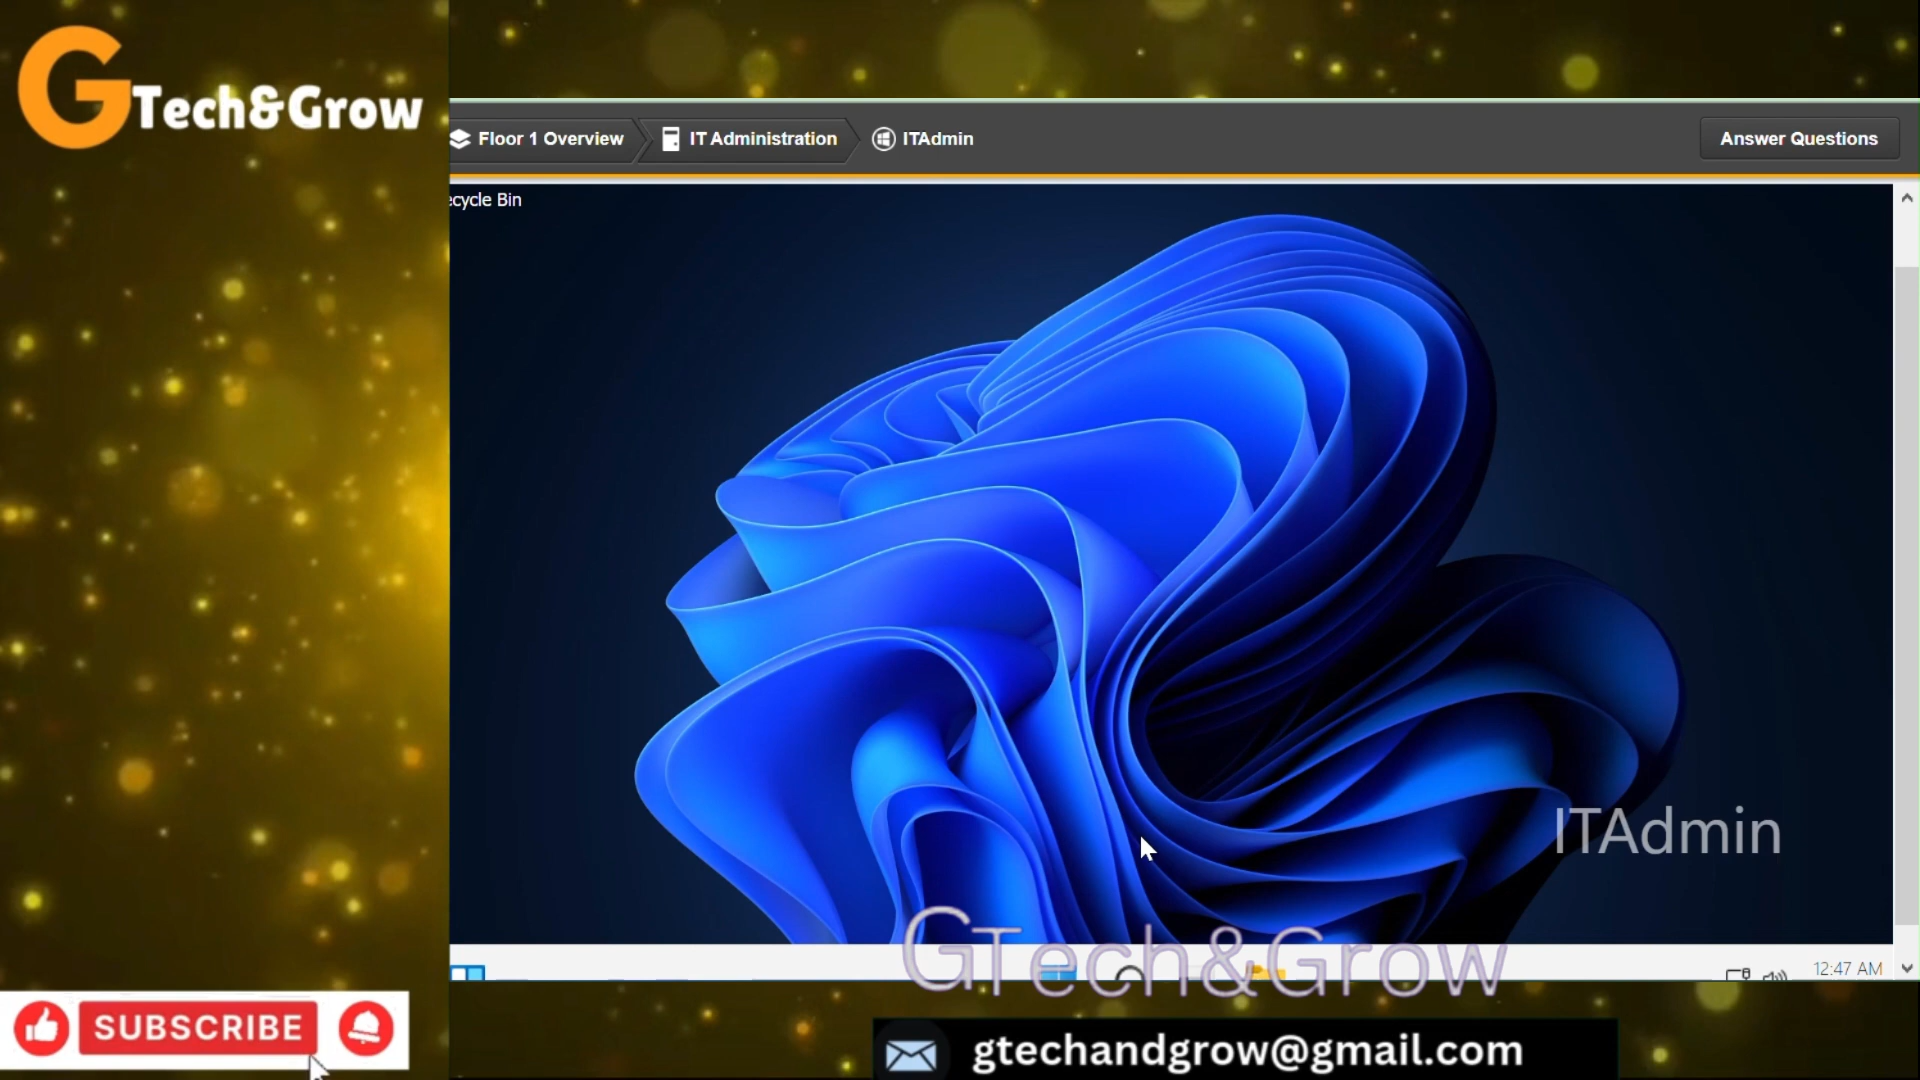 GTech&Grow
Floor 1 Overview
IT Administration
ITAdmin
Answer Questions
ecycle Bin
ITAdmin
GTech&Grow
12:47 AM
SUBSCRIBE
gtechandgrow@gmail.com